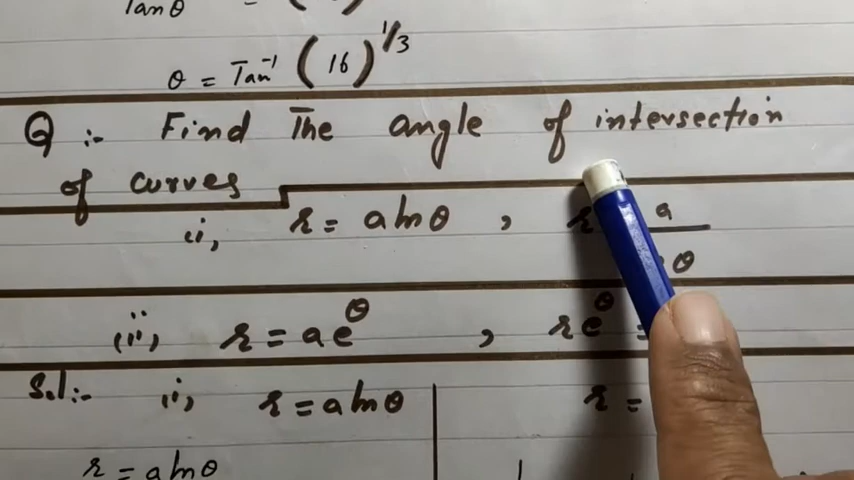 Tanθ = ( )
θ = Tan⁻¹ (16)^1/3
Q :- Find The angle of intersection
of curves
(i, r = a lnθ , r a θ
(ii, r = ae^θ , re^θ =
Sol:- (i, r = a lnθ r =
r = a lnθ